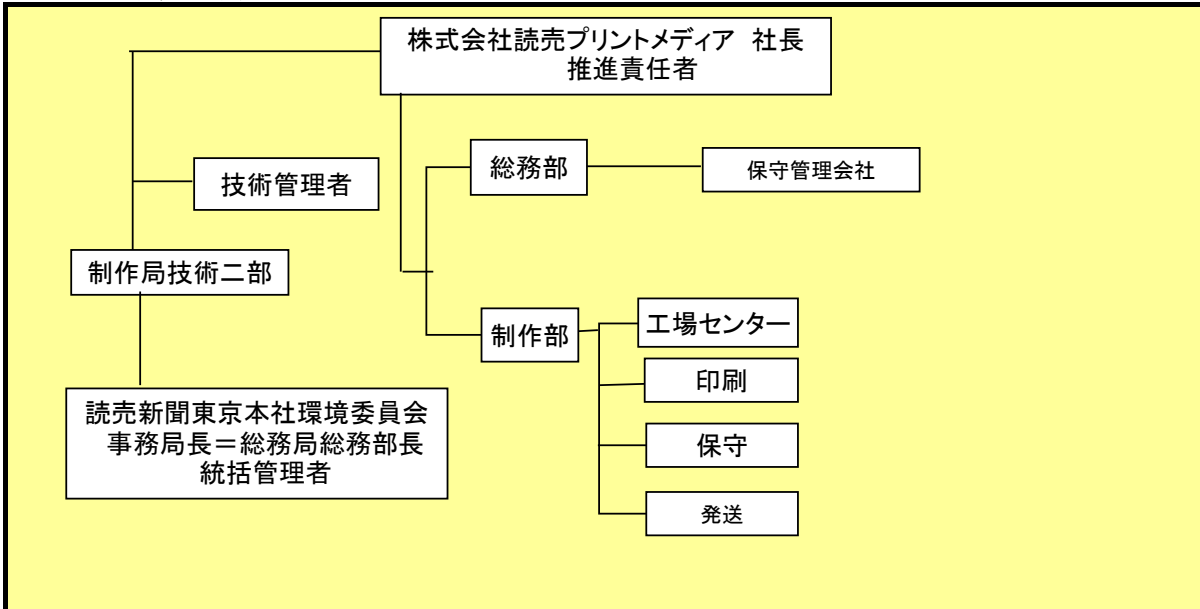 株式会社読売プリントメディア 社長
推進責任者
総務部
保守管理会社
技術管理者
制作局技術二部
工場センター
制作部
印刷
読売新聞東京本社環境委員会
事務局長＝総務局総務部長
統括管理者
保守
発送